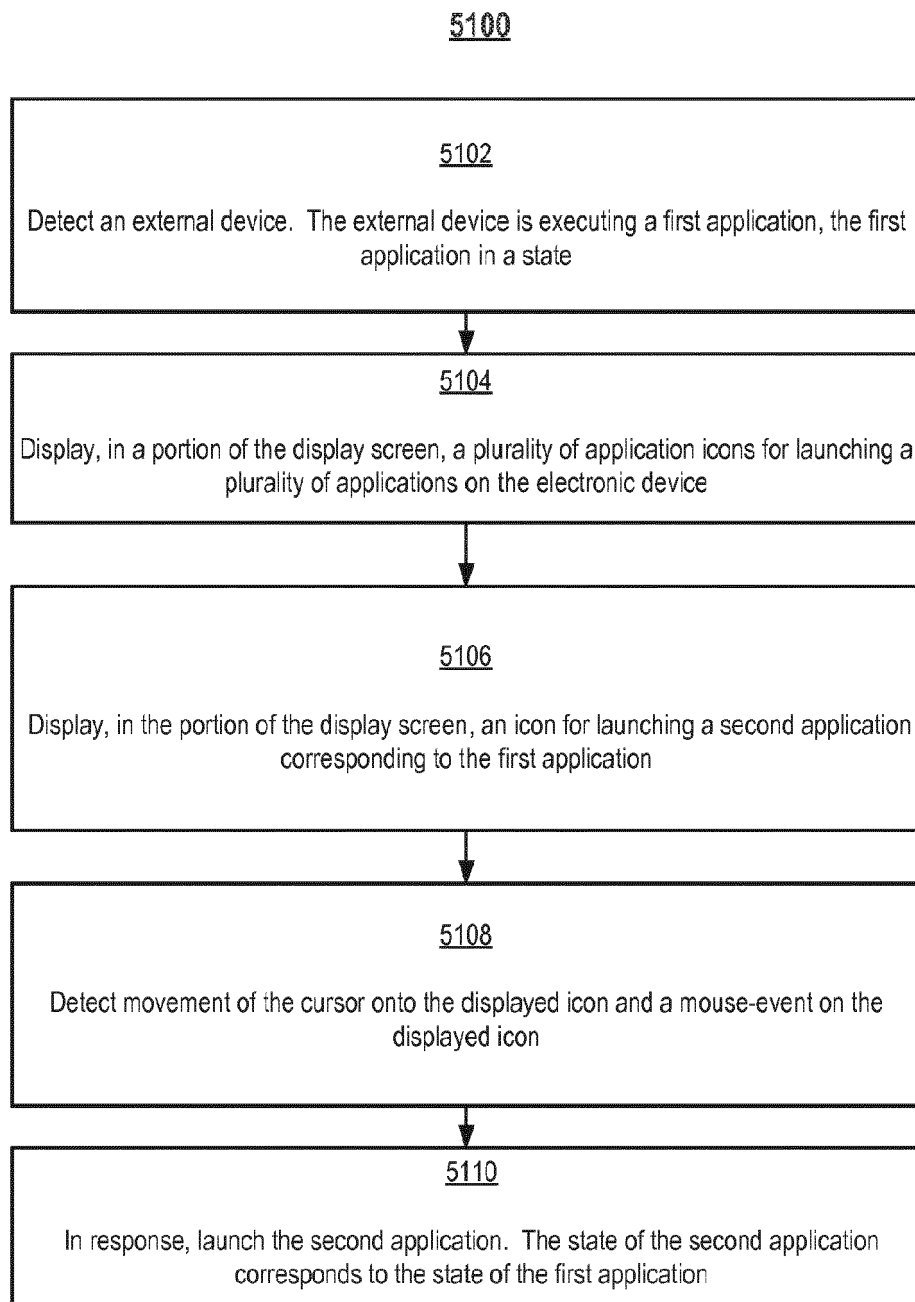 5100
5102
Detect an external device. The external device is executing a first application, the first
application in a state
5104
Display, in a portion of the display screen, a plurality of application icons for launching a
plurality of applications on the electronic device
5106
Display, in the portion of the display screen, an icon for launching a second application
corresponding to the first application
5108
Detect movement of the cursor onto the displayed icon and a mouse-event on the
displayed icon
5110
In response, launch the second application. The state of the second application
corresponds to the state of the first application